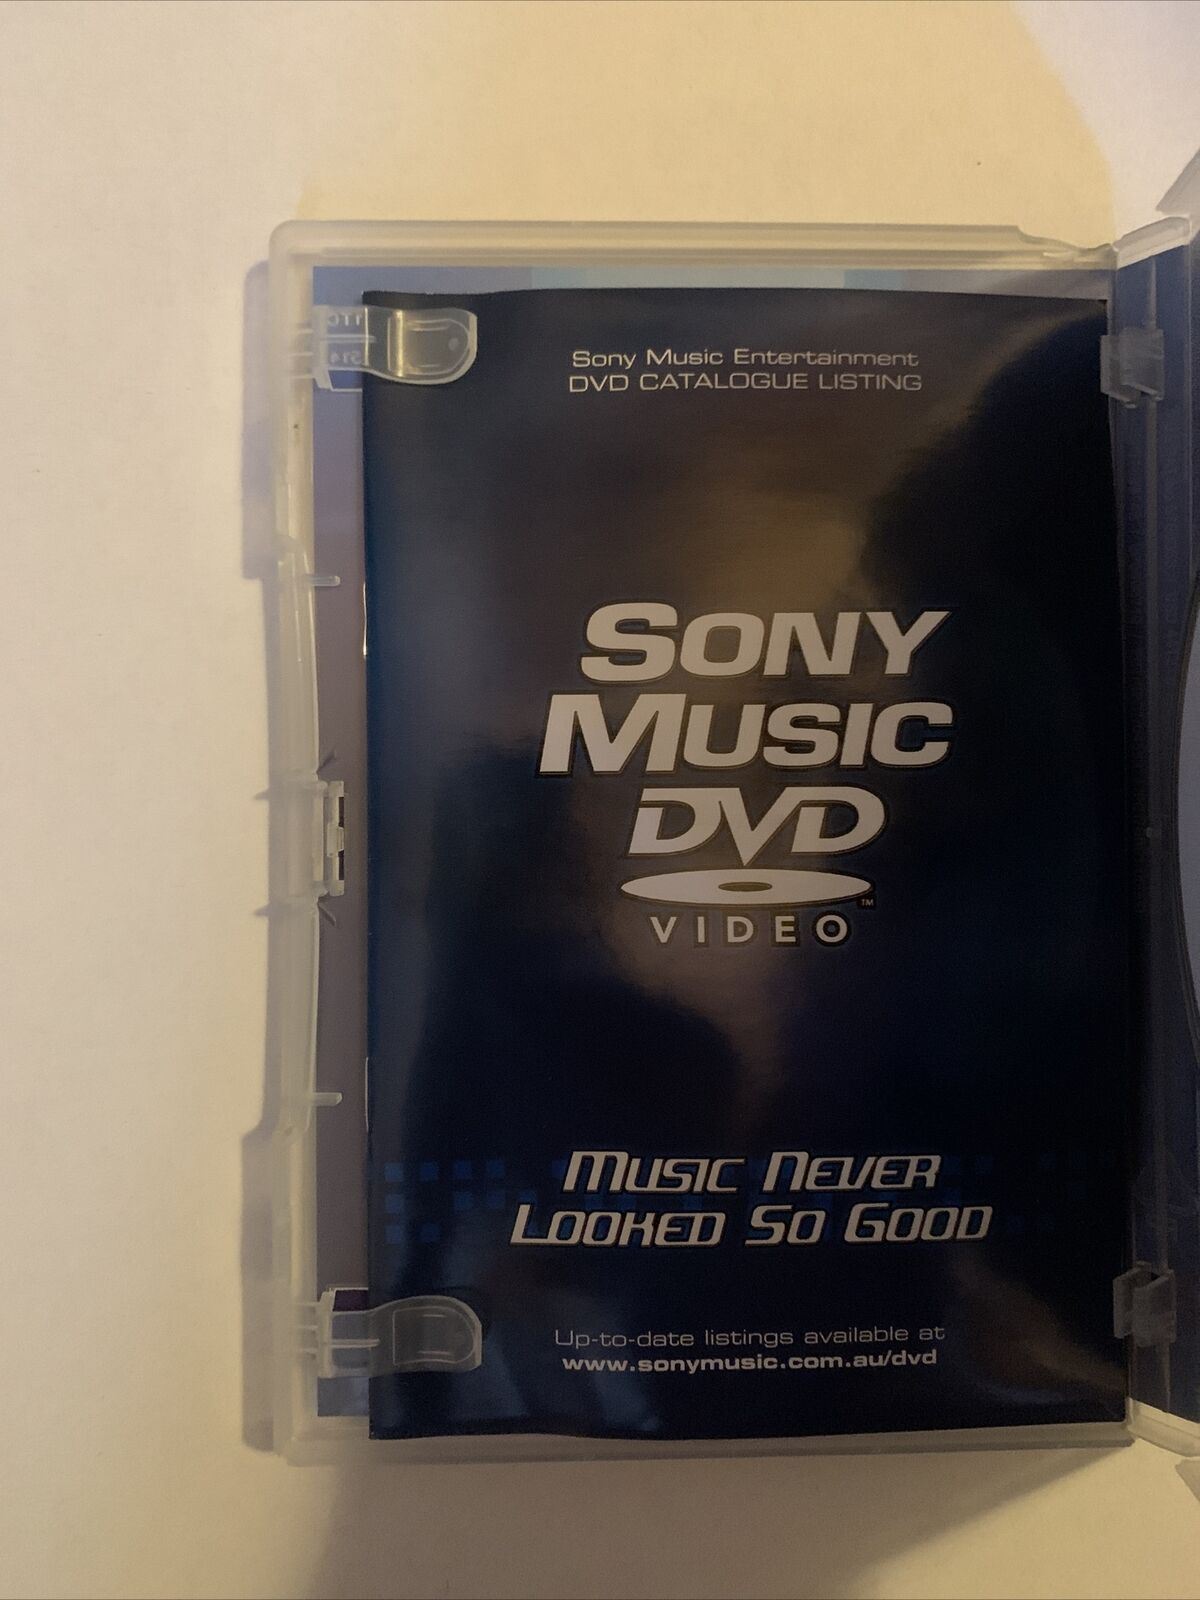 Sony Music Entertainment
DVD CATALOGUE LISTING
SONY
MUSIC
DVD
TM
VIDEO
MUSIC NEVER
LOOKED SO GOOD
Up-to-date listings available at
www.sonymusic.com.au/dvd